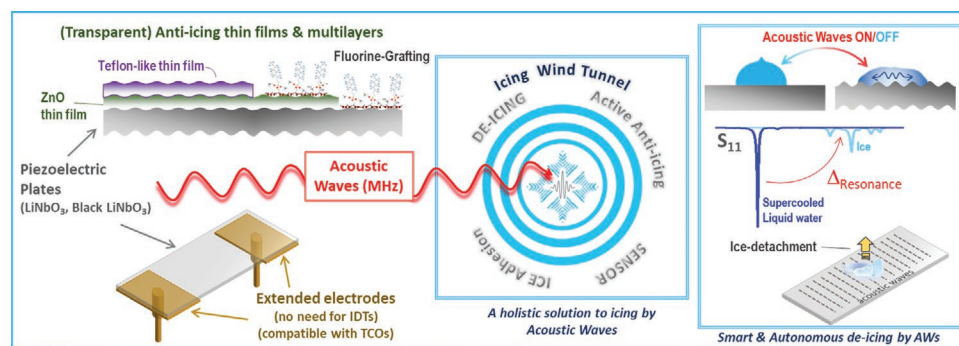 (Transparent) Anti-icing thin films & multilayers
Teflon-like thin film
Fluorine-Grafting
ZnO
thin film
Piezoelectric
Plates
(LiNbO₃, Black LiNbO₃)
Acoustic
Waves (MHz)
Extended electrodes
(no need for IDTs)
(compatible with TCOs)
Icing Wind Tunnel
DE-ICING
Active Anti-icing
ICE Adhesion
SENSOR
A holistic solution to icing by
Acoustic Waves
Acoustic Waves ON/OFF
S₁₁
Ice
ΔResonance
Supercooled
Liquid water
Ice-detachment
acoustic waves
Smart & Autonomous de-icing by AWs